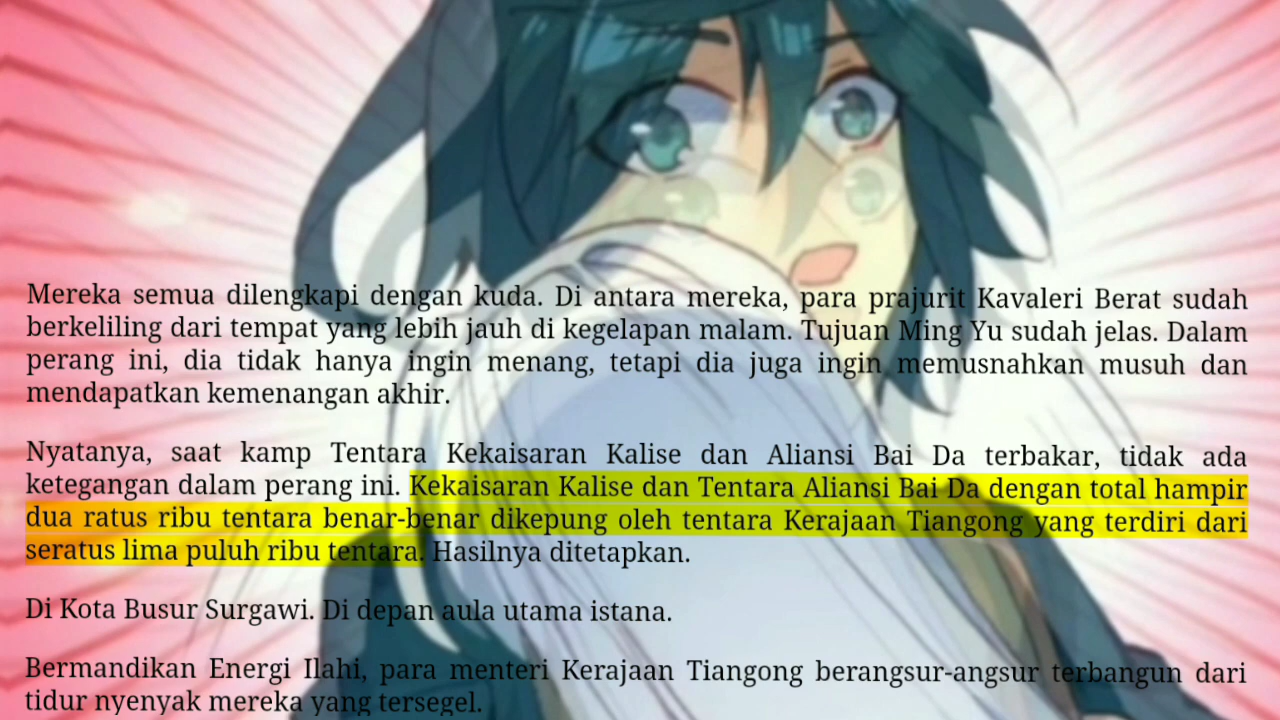 Mereka semua dilengkapi dengan kuda. Di antara mereka, para prajurit Kavaleri Berat sudah
berkeliling dari tempat yang lebih jauh di kegelapan malam. Tujuan Ming Yu sudah jelas. Dalam
perang ini, dia tidak hanya ingin menang, tetapi dia juga ingin memusnahkan musuh dan
mendapatkan kemenangan akhir.
Nyatanya, saat kamp Tentara Kekaisaran Kalise dan Aliansi Bai Da terbakar, tidak ada
ketegangan dalam perang ini. Kekaisaran Kalise dan Tentara Aliansi Bai Da dengan total hampir
dua ratus ribu tentara benar-benar dikepung oleh tentara Kerajaan Tiangong yang terdiri dari
seratus lima puluh ribu tentara. Hasilnya ditetapkan.
Di Kota Busur Surgawi. Di depan aula utama istana.
Bermandikan Energi Ilahi, para menteri Kerajaan Tiangong berangsur-angsur terbangun dari
tidur nyenyak mereka yang tersegel.